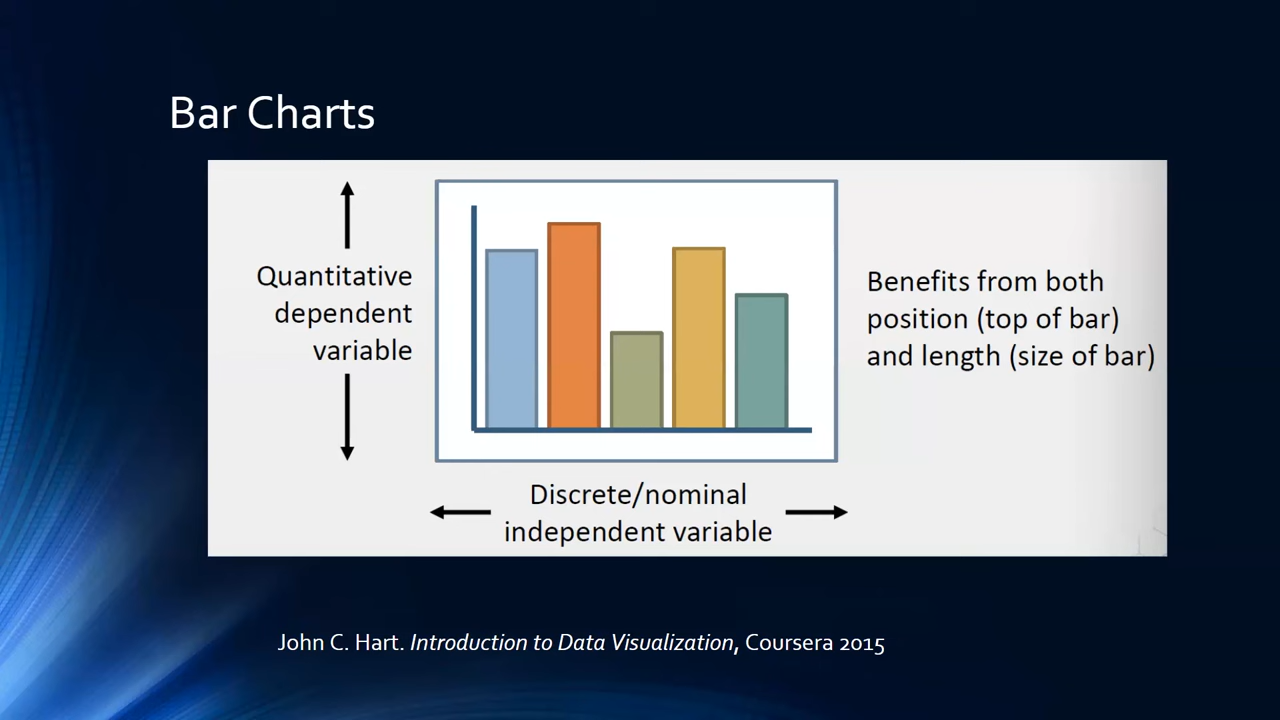 Bar Charts
Quantitative
dependent
variable
Benefits from both
position (top of bar)
and length (size of bar)
Discrete/nominal
independent variable
John C. Hart. Introduction to Data Visualization, Coursera 2015